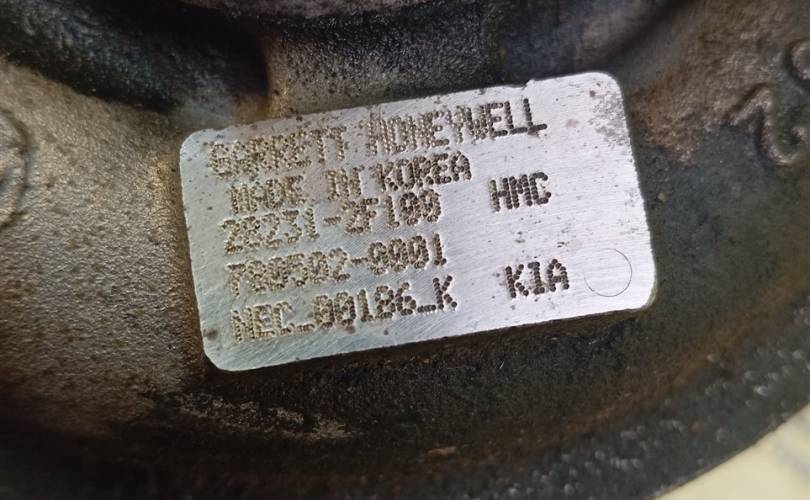 GARRETT HONEYWELL
MADE IN KOREA
28231-2F100 HMC
780502-0001
NEC_00186_K KIA